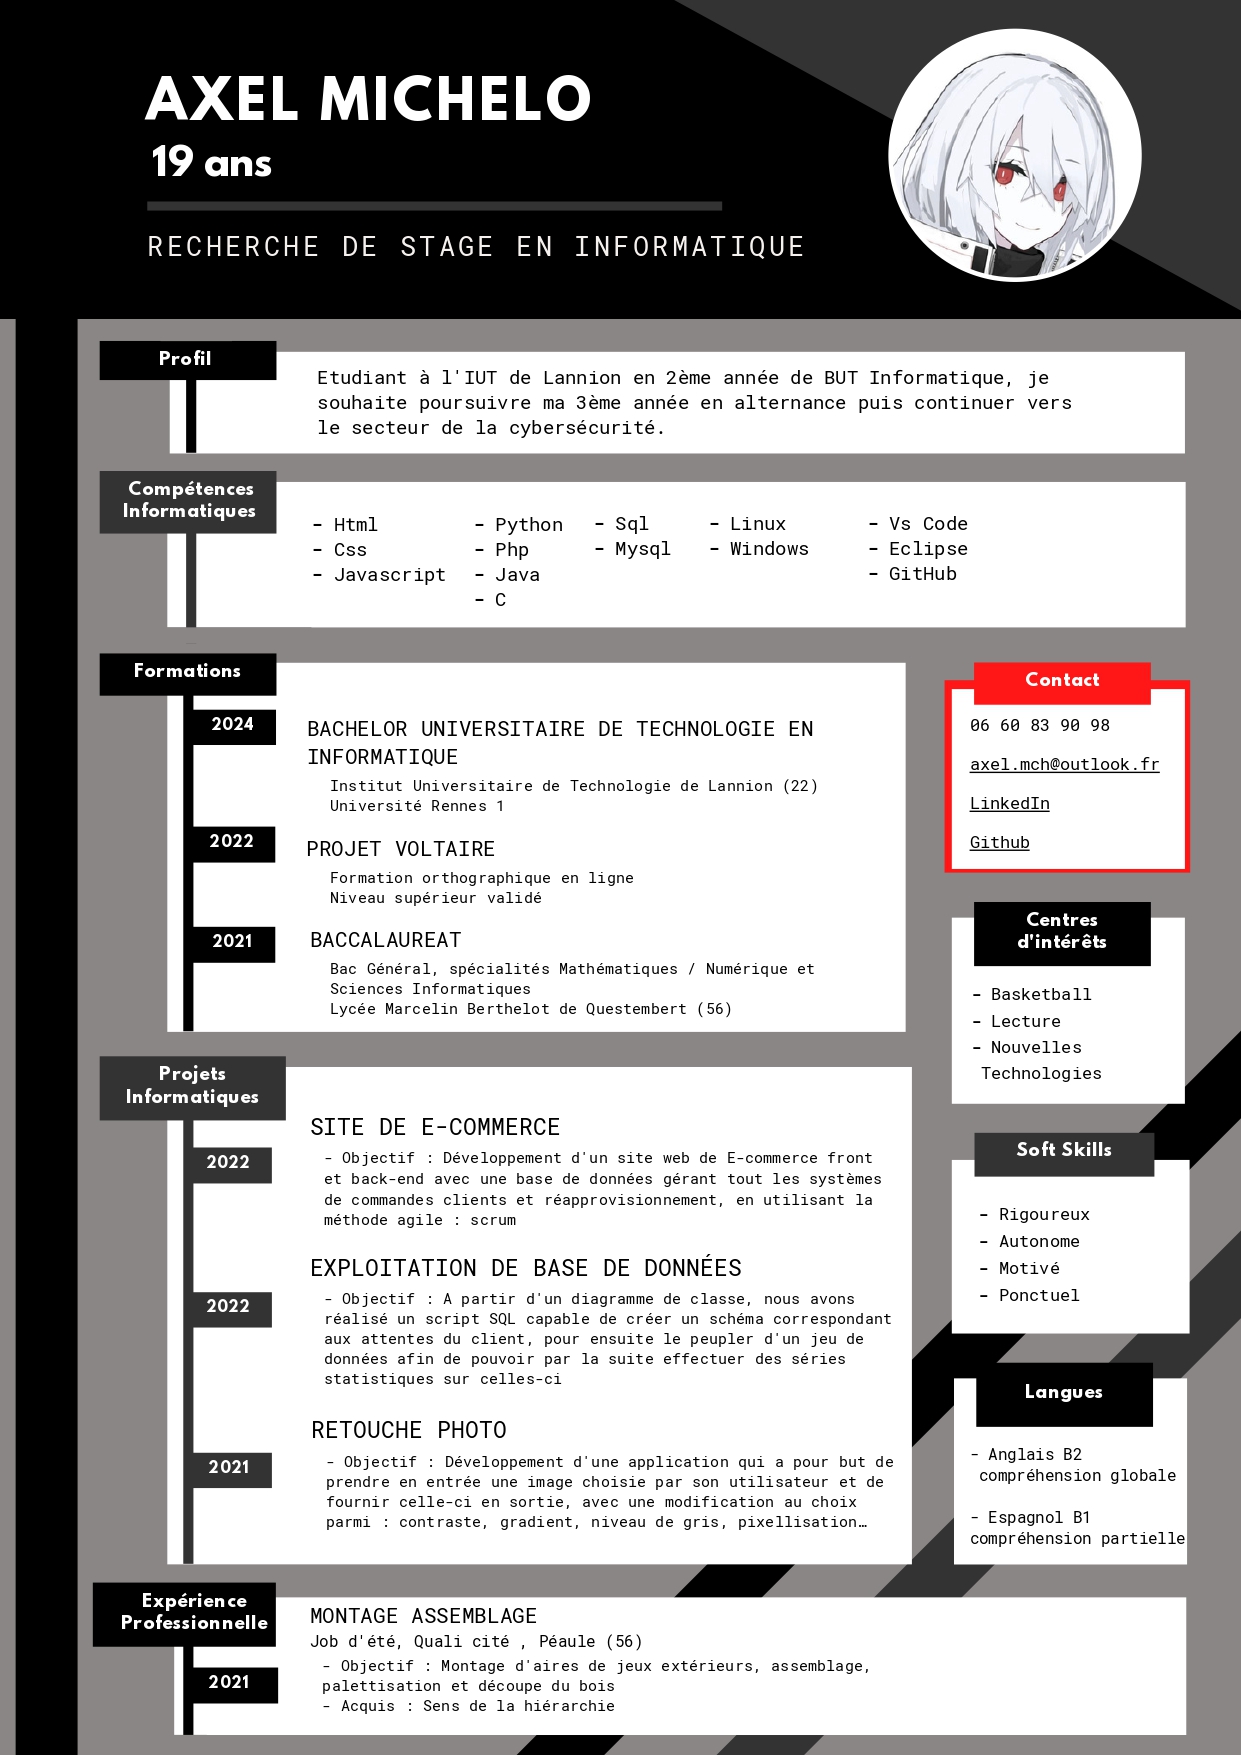 AXEL MICHELO
19 ans
RECHERCHE DE STAGE EN INFORMATIQUE
Profil
Etudiant à l'IUT de Lannion en 2ème année de BUT Informatique, je
souhaite poursuivre ma 3ème année en alternance puis continuer vers
le secteur de la cybersécurité.
Compétences
Informatiques
- Html
- Css
- Javascript
- Python
- Php
- Java
- C
- Sql
- Mysql
- Linux
- Windows
- Vs Code
- Eclipse
- GitHub
Formations
2024
BACHELOR UNIVERSITAIRE DE TECHNOLOGIE EN
INFORMATIQUE
Institut Universitaire de Technologie de Lannion (22)
Université Rennes 1
2022
PROJET VOLTAIRE
Formation orthographique en ligne
Niveau supérieur validé
2021
BACCALAUREAT
Bac Général, spécialités Mathématiques / Numérique et
Sciences Informatiques
Lycée Marcelin Berthelot de Questembert (56)
Contact
06 60 83 90 98
axel.mch@outlook.fr
LinkedIn
Github
Centres
d'intérêts
- Basketball
- Lecture
- Nouvelles
Technologies
Projets
Informatiques
2022
SITE DE E-COMMERCE
- Objectif : Développement d'un site web de E-commerce front
et back-end avec une base de données gérant tout les systèmes
de commandes clients et réapprovisionnement, en utilisant la
méthode agile : scrum
2022
EXPLOITATION DE BASE DE DONNÉES
- Objectif : A partir d'un diagramme de classe, nous avons
réalisé un script SQL capable de créer un schéma correspondant
aux attentes du client, pour ensuite le peupler d'un jeu de
données afin de pouvoir par la suite effectuer des séries
statistiques sur celles-ci
2021
RETOUCHE PHOTO
- Objectif : Développement d'une application qui a pour but de
prendre en entrée une image choisie par son utilisateur et de
fournir celle-ci en sortie, avec une modification au choix
parmi : contraste, gradient, niveau de gris, pixellisation…
Soft Skills
- Rigoureux
- Autonome
- Motivé
- Ponctuel
Langues
- Anglais B2
compréhension globale
- Espagnol B1
compréhension partielle
Expérience
Professionnelle
2021
MONTAGE ASSEMBLAGE
Job d'été, Quali cité , Péaule (56)
- Objectif : Montage d'aires de jeux extérieurs, assemblage,
palettisation et découpe du bois
- Acquis : Sens de la hiérarchie